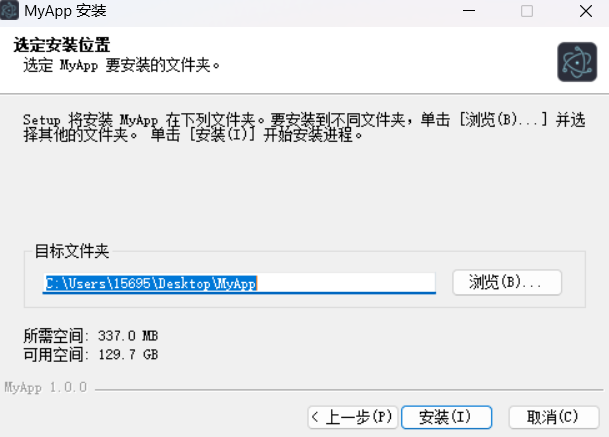 MyApp 安装
选定安装位置
选定 MyApp 要安装的文件夹。
Setup 将安装 MyApp 在下列文件夹。要安装到不同文件夹，单击 [浏览(B)...] 并选
择其他的文件夹。 单击 [安装(I)] 开始安装进程。
目标文件夹
C:\Users\15695\Desktop\MyApp
浏览(B)...
所需空间: 337.0 MB
可用空间: 129.7 GB
MyApp 1.0.0
< 上一步(P)
安装(I)
取消(C)